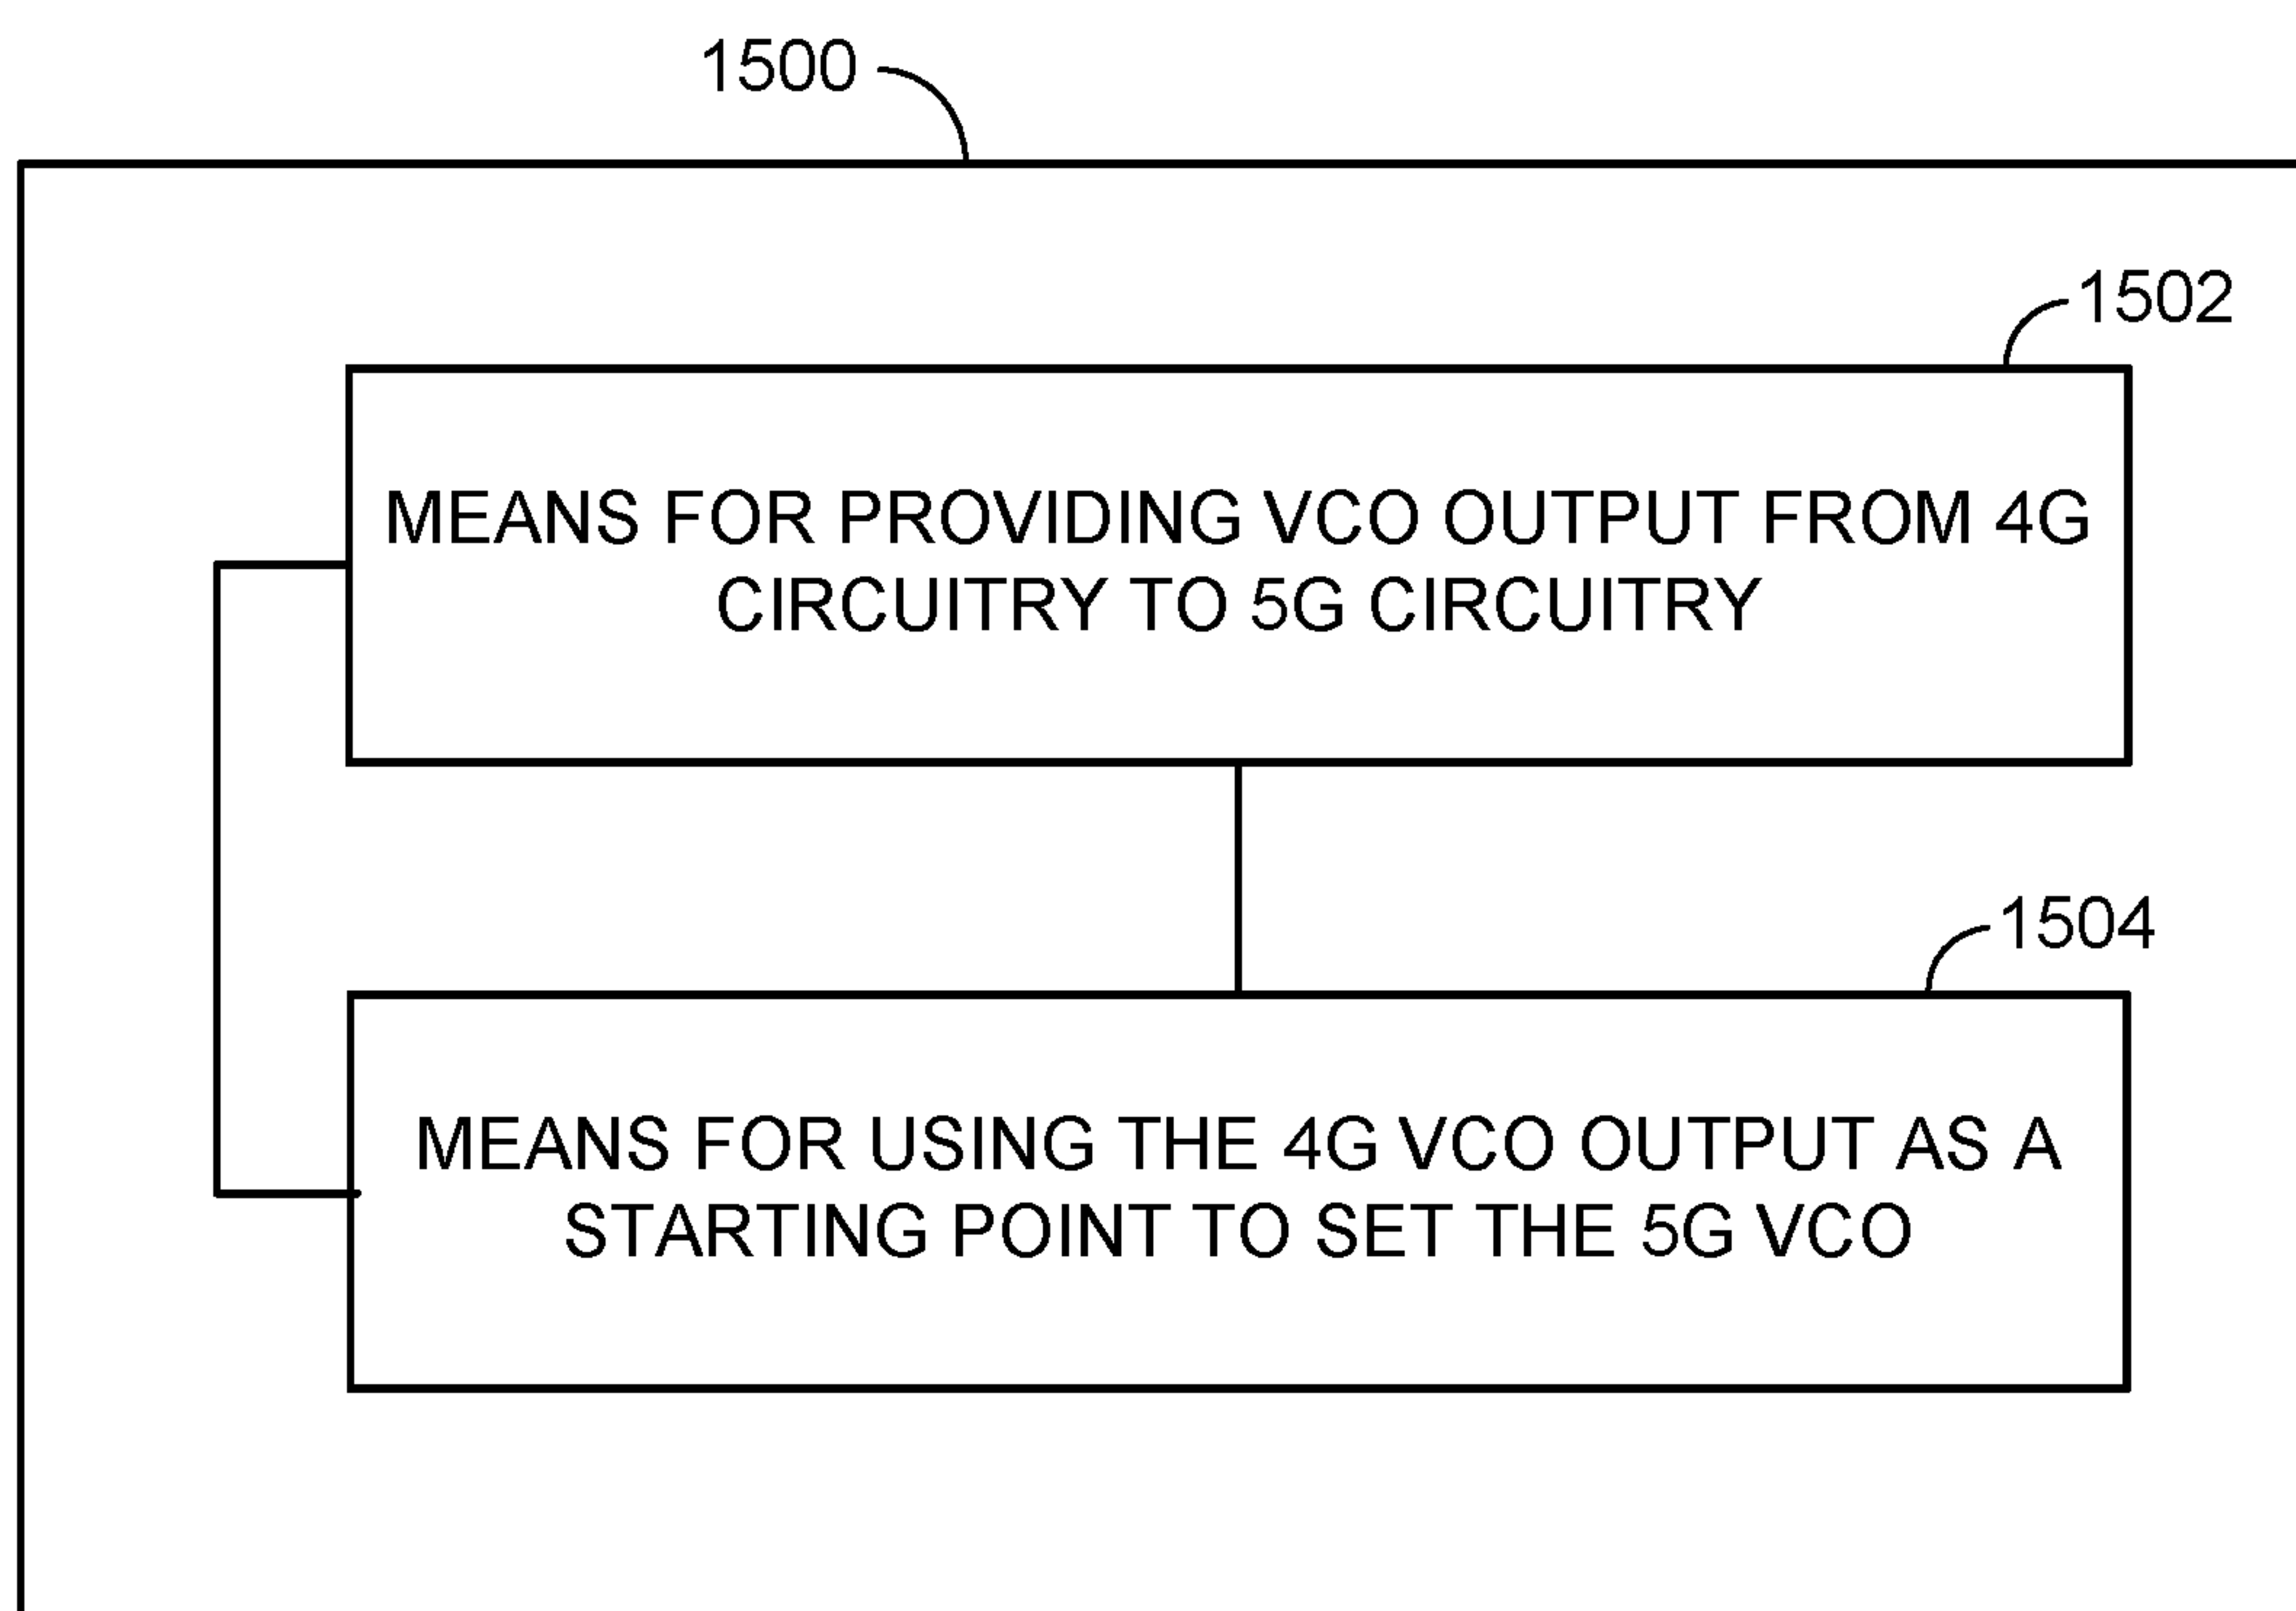 1500
1502
MEANS FOR PROVIDING VCO OUTPUT FROM 4G
CIRCUITRY TO 5G CIRCUITRY
1504
MEANS FOR USING THE 4G VCO OUTPUT AS A
STARTING POINT TO SET THE 5G VCO